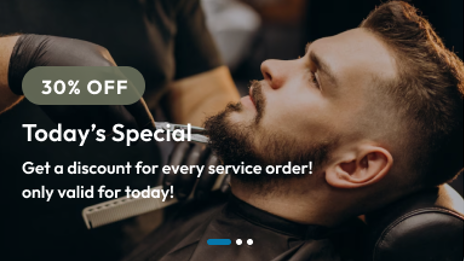 30% OFF
Today's Special
Get a discount for every service order!
only valid for today!